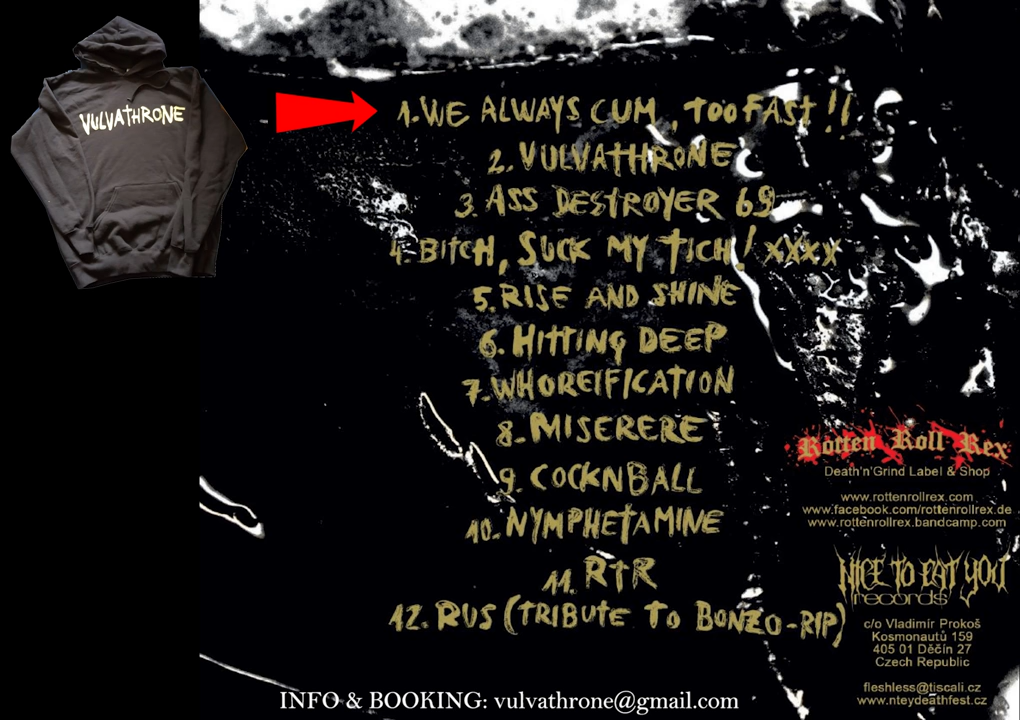 VULVATHRONE
1. WE ALWAYS CUM, TOO FAST!!
2. VULVATHRONE
3. ASS DESTROYER 69
4. BITCH, SUCK MY TICH! XXXX
5. RISE AND SHINE
6. HITTING DEEP
7. WHOREIFICATION
8. MISERERE
9. COCKNBALL
10. NYMPHETAMINE
11. RTR
12. RUS (TRIBUTE TO BONZO-RIP)
Rotten Roll Rex
Death'n'Grind Label & Shop
www.rottenrollrex.com
www.facebook.com/rottenrollrex.de
www.rottenrollrex.bandcamp.com
NICE TO EAT YOU
records
c/o Vladimír Prokoš
Kosmonautů 159
405 01 Děčín 27
Czech Republic
fleshless@tiscali.cz
www.nteydeathfest.cz
INFO & BOOKING: vulvathrone@gmail.com